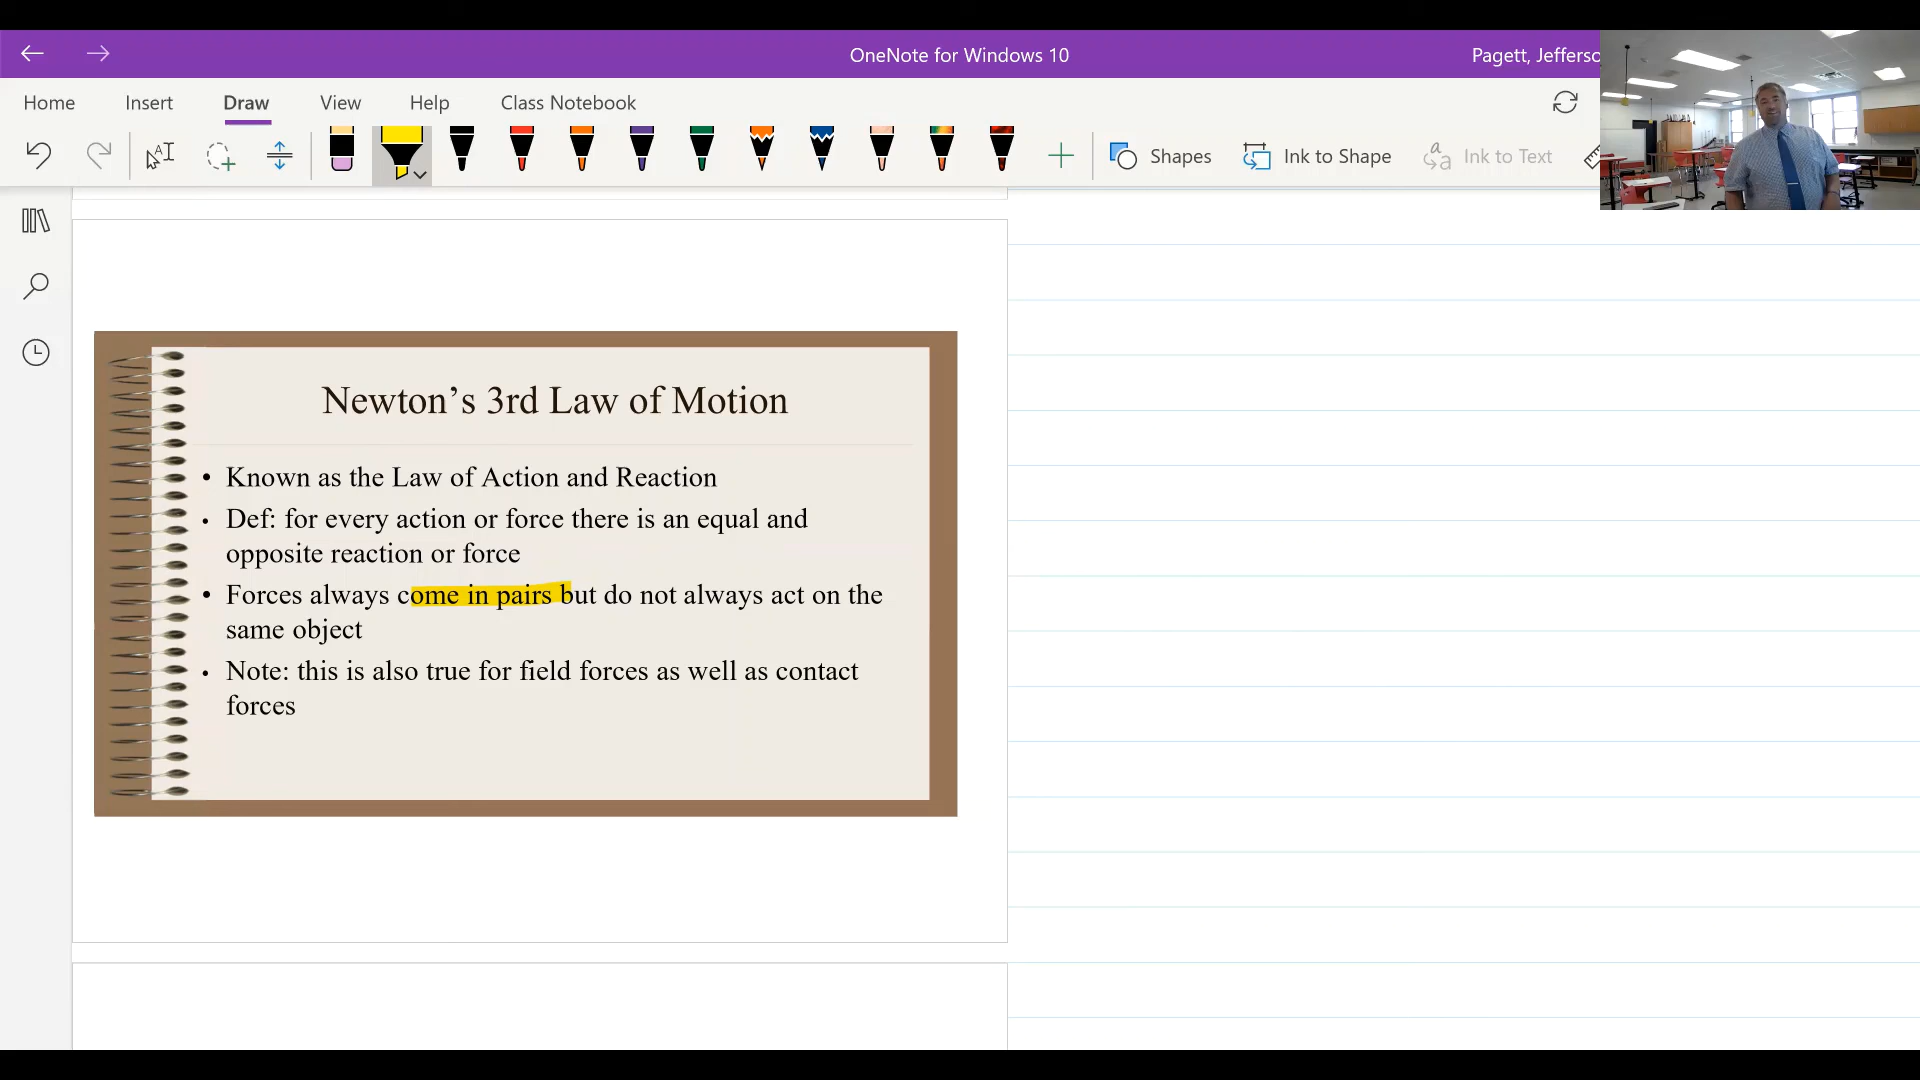 OneNote for Windows 10
Pagett, Jefferso
Home Insert Draw View Help Class Notebook
Shapes Ink to Shape Ink to Text
Newton's 3rd Law of Motion
• Known as the Law of Action and Reaction
• Def: for every action or force there is an equal and
opposite reaction or force
• Forces always come in pairs but do not always act on the
same object
• Note: this is also true for field forces as well as contact
forces